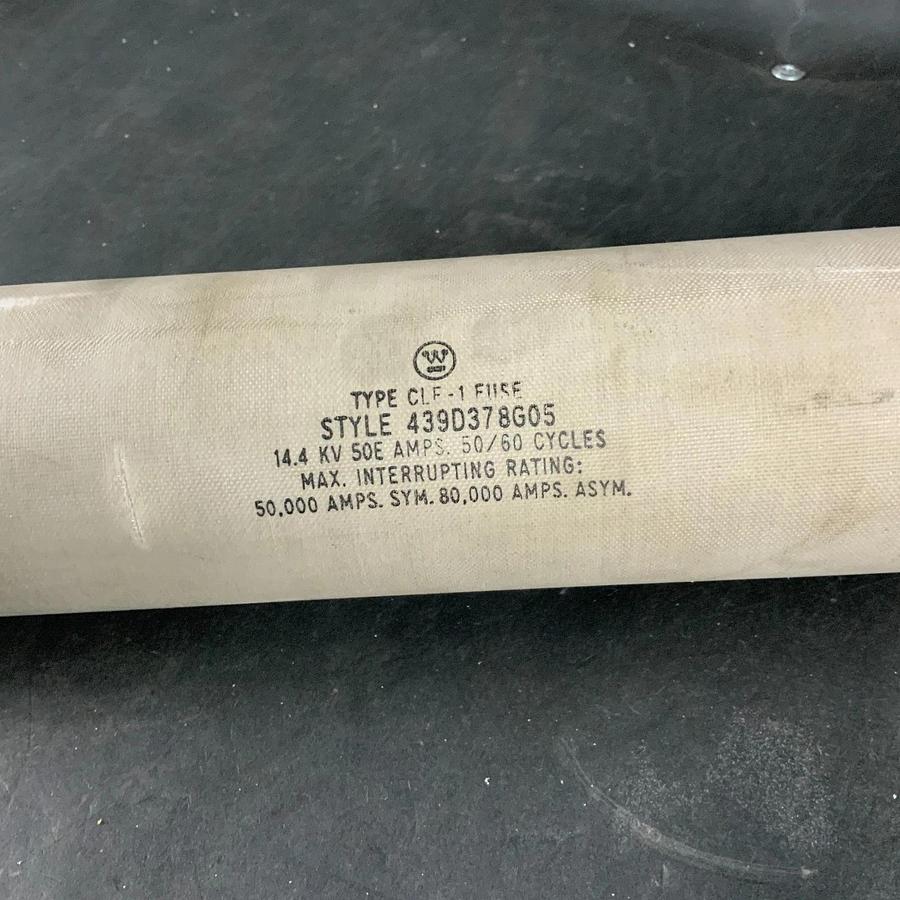 TYPE CLE-1 FUSE
STYLE 439D378G05
14.4 KV 50E AMPS. 50/60 CYCLES
MAX. INTERRUPTING RATING:
50,000 AMPS. SYM. 80,000 AMPS. ASYM.